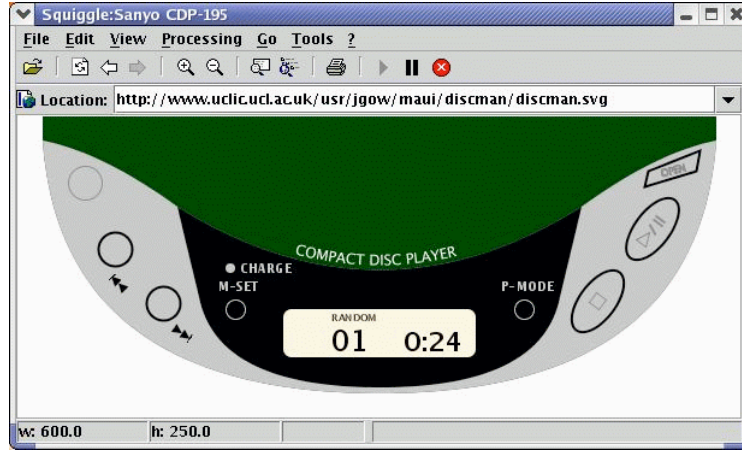 Squiggle:Sanyo CDP-195
File Edit View Processing Go Tools ?
Location: http://www.uclic.ucl.ac.uk/usr/jgow/maui/discman/discman.svg
OPEN
COMPACT DISC PLAYER
CHARGE
M-SET
P-MODE
RANDOM
01 0:24
w: 600.0 h: 250.0